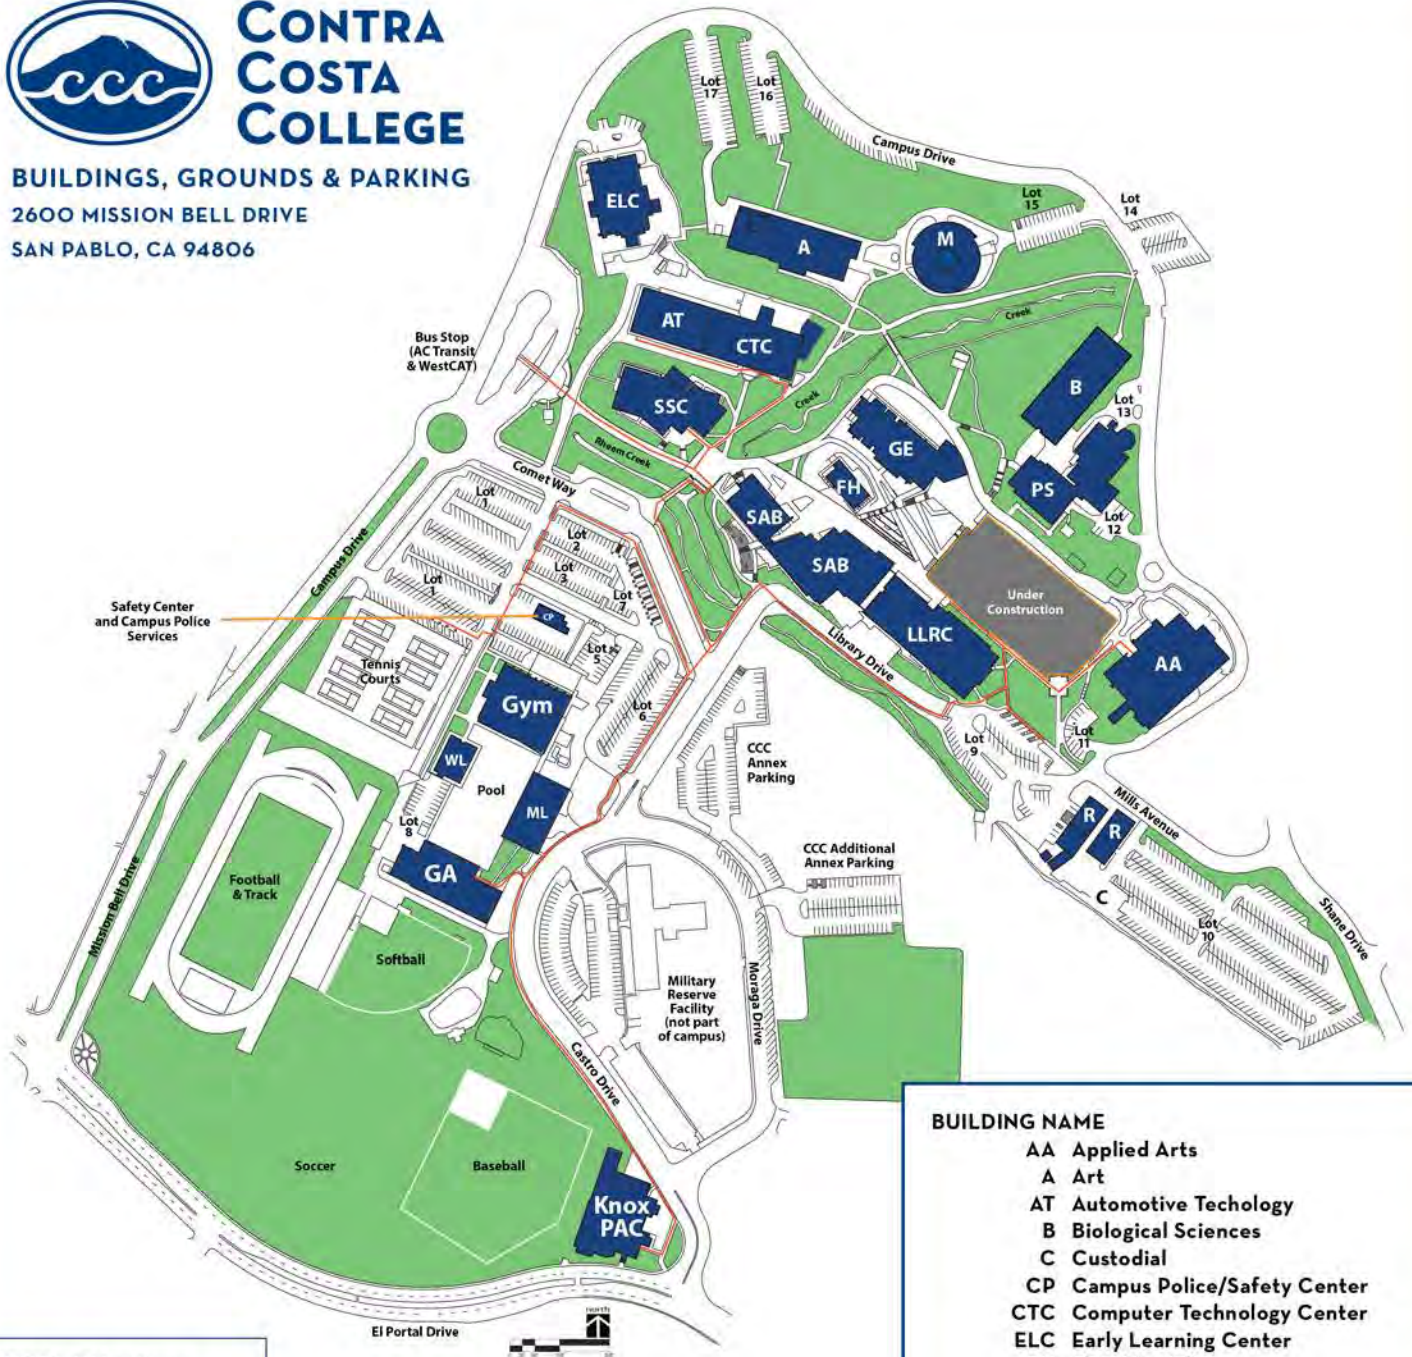 ccc
CONTRA
COSTA
COLLEGE
BUILDINGS, GROUNDS & PARKING
2600 MISSION BELL DRIVE
SAN PABLO, CA 94806
Lot
17
Lot
16
Campus Drive
ELC
A
M
Lot
15
Lot
14
Bus Stop
(AC Transit
& WestCAT)
AT
CTC
Creek
SSC
Creek
B
Lot
13
Rheem Creek
GE
FH
PS
Lot
12
Comet Way
SAB
SAB
Lot
1
Lot
2
Lot
3
Lot
7
Lot
1
Campus Drive
Under
Construction
Safety Center
and Campus Police
Services
CP
Lot
5
LLRC
Library Drive
AA
Tennis
Courts
Gym
Lot
6
Lot
9
Lot
11
WL
CCC
Annex
Parking
Pool
ML
Lot
8
Mills Avenue
R
R
GA
CCC Additional
Annex Parking
C
Lot
10
Shane Drive
Football
& Track
Mission Bell Drive
Softball
Military
Reserve
Facility
(not part
of campus)
Moraga Drive
Castro Drive
Soccer
Baseball
Knox
PAC
El Portal Drive
north
BUILDING NAME
AA Applied Arts
A Art
AT Automotive Techology
B Biological Sciences
C Custodial
CP Campus Police/Safety Center
CTC Computer Technology Center
ELC Early Learning Center